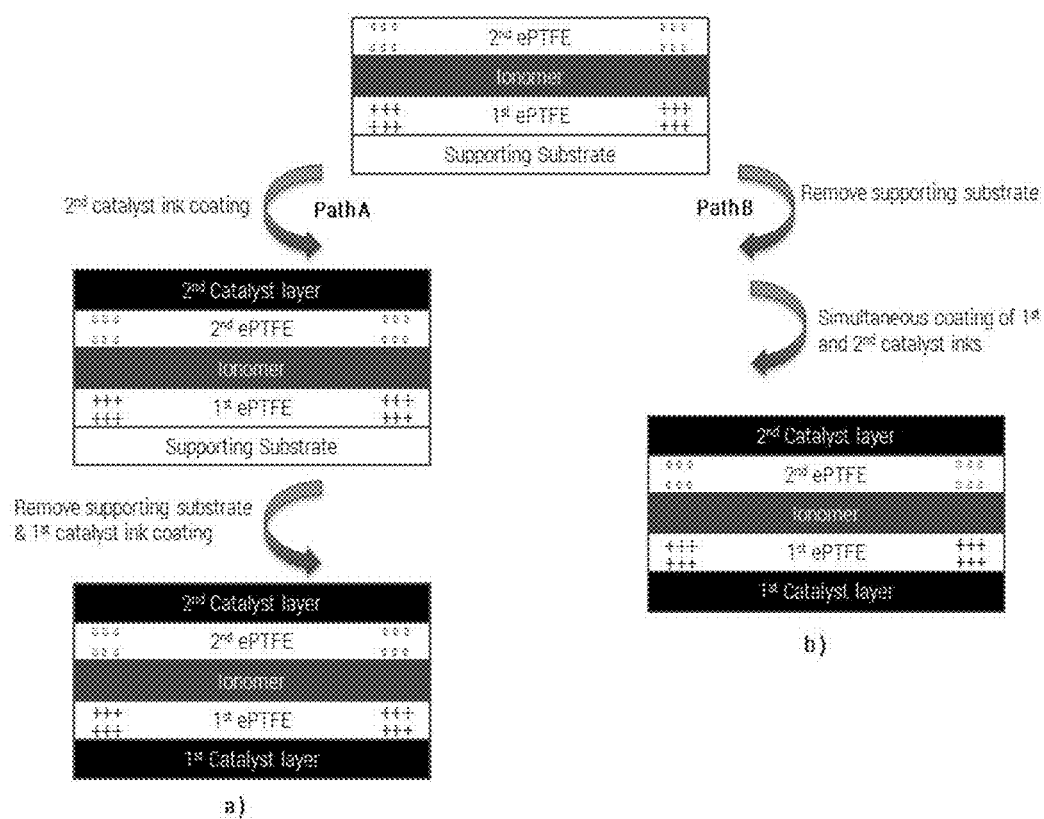 2nd ePTFE
Ionomer
+++ 1st ePTFE +++
+++ +++
Supporting Substrate
2nd catalyst ink coating
Path A
Path B
Remove supporting substrate
2nd Catalyst layer
2nd ePTFE
Ionomer
+++ 1st ePTFE +++
+++ +++
Supporting Substrate
Simultaneous coating of 1st
and 2nd catalyst inks
Remove supporting substrate
& 1st catalyst ink coating
2nd Catalyst layer
2nd ePTFE
Ionomer
+++ 1st ePTFE +++
+++ +++
1st Catalyst layer
a)
2nd Catalyst layer
2nd ePTFE
Ionomer
+++ 1st ePTFE +++
+++ +++
1st Catalyst layer
b)